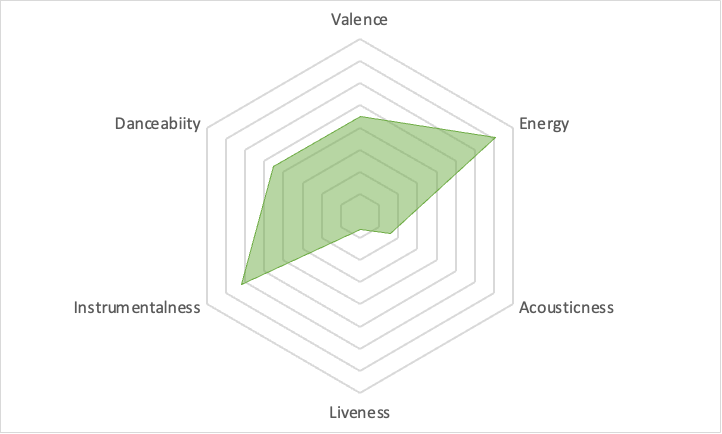 Valence
Energy
Danceabiity
Instrumentalness
Acousticness
Liveness